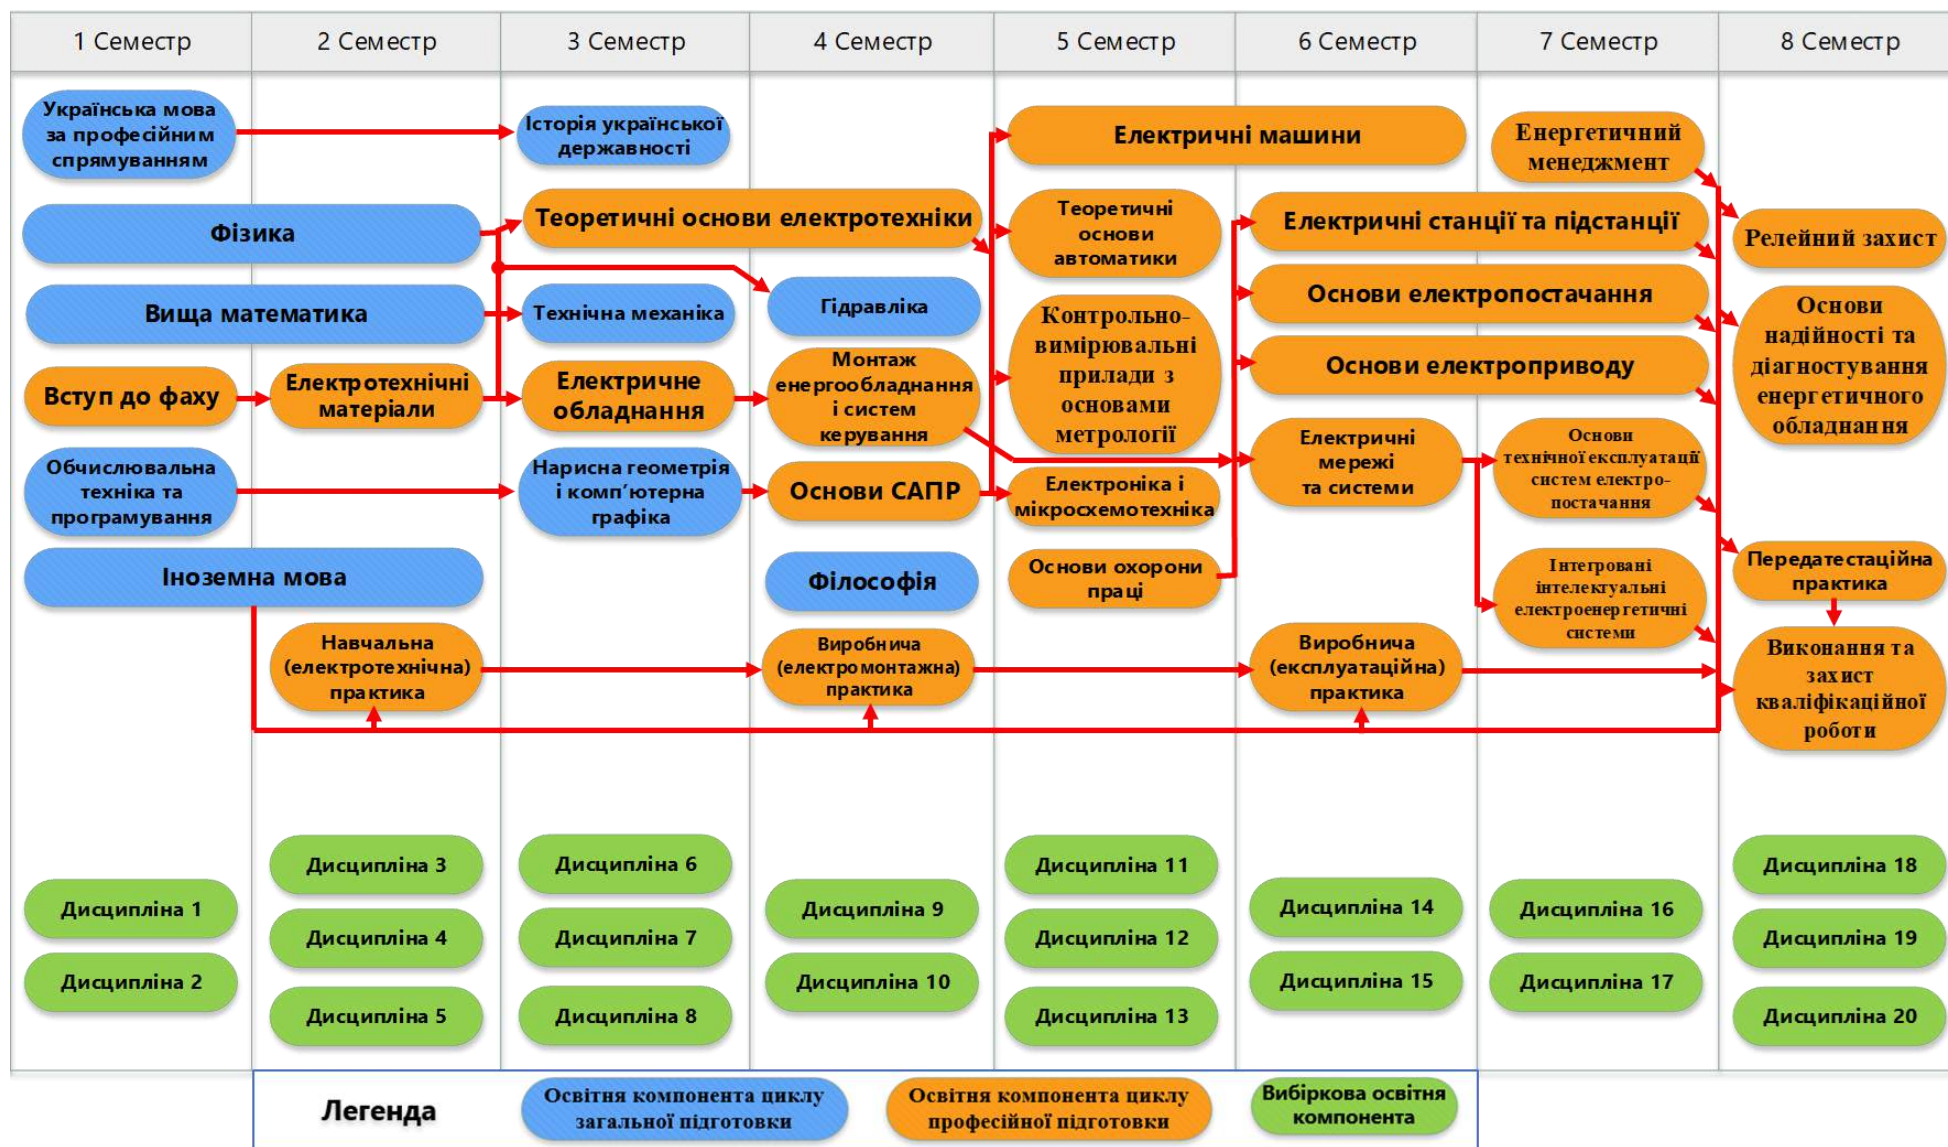 1 Семестр
2 Семестр
3 Семестр
4 Семестр
5 Семестр
6 Семестр
7 Семестр
8 Семестр
Українська мова
за професійним
спрямуванням
Історія української
державності
Електричні машини
Енергетичний
менеджмент
Фізика
Теоретичні основи електротехніки
Теоретичні
основи
автоматики
Електричні станції та підстанції
Релейний захист
Вища математика
Технічна механіка
Гідравліка
Контрольно-
вимірювальні
прилади з
основами
метрології
Основи електропостачання
Основи електроприводу
Основи
надійності та
діагностування
енергетичного
обладнання
Вступ до фаху
Електротехнічні
матеріали
Електричне
обладнання
Монтаж
енергообладнання
і систем
керування
Обчислювальна
техніка та
програмування
Нарисна геометрія
і комп’ютерна
графіка
Основи САПР
Електроніка і
мікросхемотехніка
Електричні
мережі
та системи
Основи
технічної експлуатації
систем електро-
постачання
Іноземна мова
Філософія
Основи охорони
праці
Інтегровані
інтелектуальні
електроенергетичні
системи
Передатестаційна
практика
Навчальна
(електротехнічна)
практика
Виробнича
(електромонтажна)
практика
Виробнича
(експлуатаційна)
практика
Виконання та
захист
кваліфікаційної
роботи
Дисципліна 1
Дисципліна 2
Дисципліна 3
Дисципліна 4
Дисципліна 5
Дисципліна 6
Дисципліна 7
Дисципліна 8
Дисципліна 9
Дисципліна 10
Дисципліна 11
Дисципліна 12
Дисципліна 13
Дисципліна 14
Дисципліна 15
Дисципліна 16
Дисципліна 17
Дисципліна 18
Дисципліна 19
Дисципліна 20
Легенда
Освітня компонента циклу
загальної підготовки
Освітня компонента циклу
професійної підготовки
Вибіркова освітня
компонента